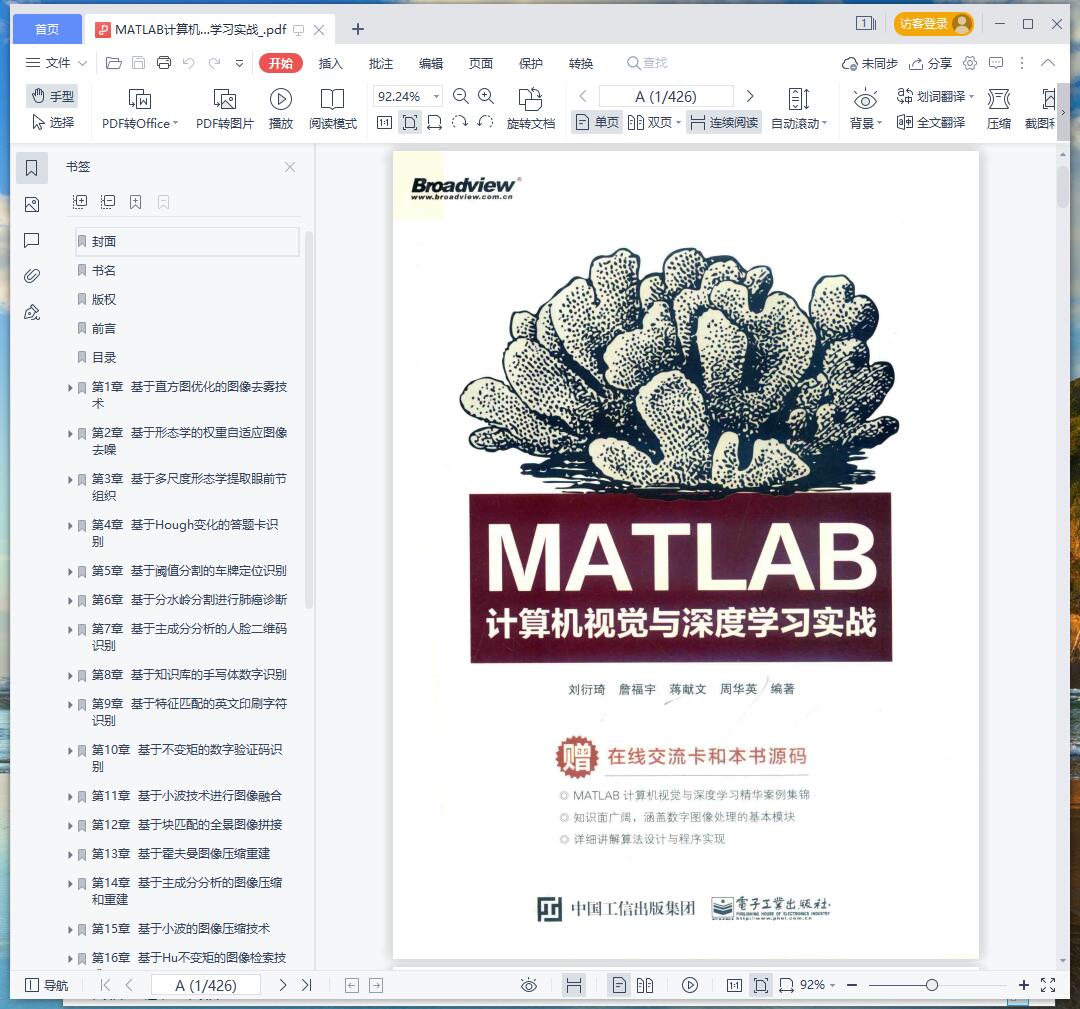 首页
MATLAB计算机...学习实战_.pdf
1
访客登录
文件
开始
插入
批注
编辑
页面
保护
转换
查找
未同步
分享
手型
选择
PDF转Office
PDF转图片
播放
阅读模式
92.24%
1:1
旋转文档
A (1/426)
单页
双页
连续阅读
自动滚动
背景
划词翻译
全文翻译
压缩
截图
书签
封面
书名
版权
前言
目录
第1章 基于直方图优化的图像去雾技
术
第2章 基于形态学的权重自适应图像
去噪
第3章 基于多尺度形态学提取眼前节
组织
第4章 基于Hough变化的答题卡识
别
第5章 基于阈值分割的车牌定位识别
第6章 基于分水岭分割进行肺癌诊断
第7章 基于主成分分析的人脸二维码
识别
第8章 基于知识库的手写体数字识别
第9章 基于特征匹配的英文印刷字符
识别
第10章 基于不变矩的数字验证码识
别
第11章 基于小波技术进行图像融合
第12章 基于块匹配的全景图像拼接
第13章 基于霍夫曼图像压缩重建
第14章 基于主成分分析的图像压缩
和重建
第15章 基于小波的图像压缩技术
第16章 基于Hu不变矩的图像检索技
Broadview®
www.broadview.com.cn
MATLAB
计算机视觉与深度学习实战
刘衍琦 詹福宇 蒋献文 周华英 编著
赠 在线交流卡和本书源码
◎ MATLAB 计算机视觉与深度学习精华案例集锦
◎ 知识面广阔，涵盖数字图像处理的基本模块
◎ 详细讲解算法设计与程序实现
中国工信出版集团
電子工業出版社.
PUBLISHING HOUSE OF ELECTRONICS INDUSTRY
http://www.phei.com.cn
导航
A (1/426)
1:1
92%